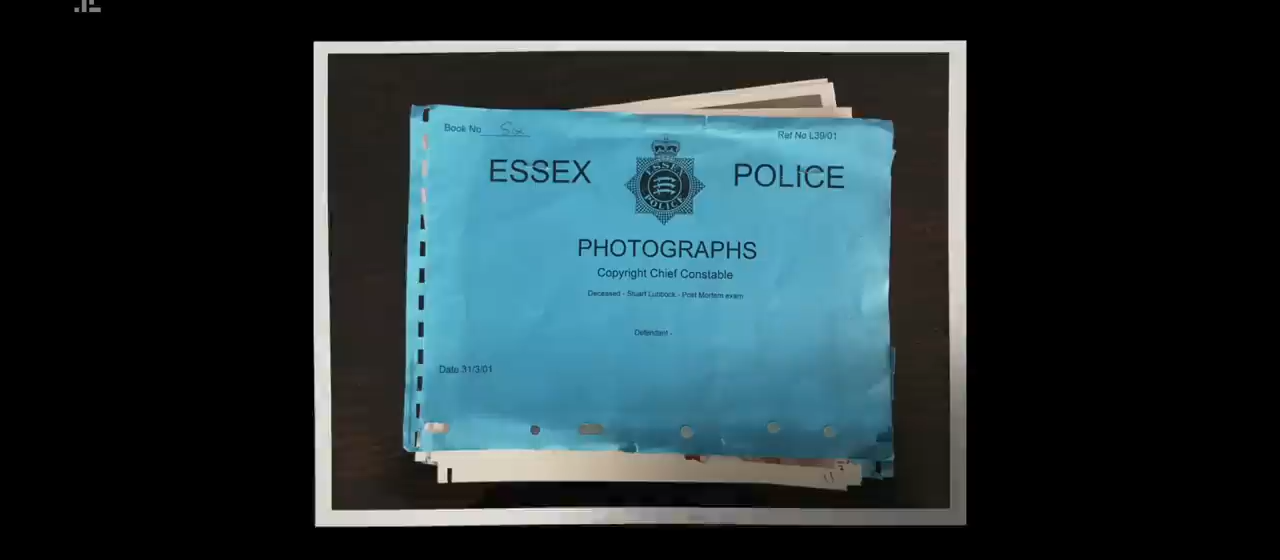 Book No Six
Ref No L39/01
ESSEX POLICE
ESSEX
POLICE
PHOTOGRAPHS
Copyright Chief Constable
Deceased - Stuart Lubbock - Post Mortem exam
Defendant -
Date 31/3/01